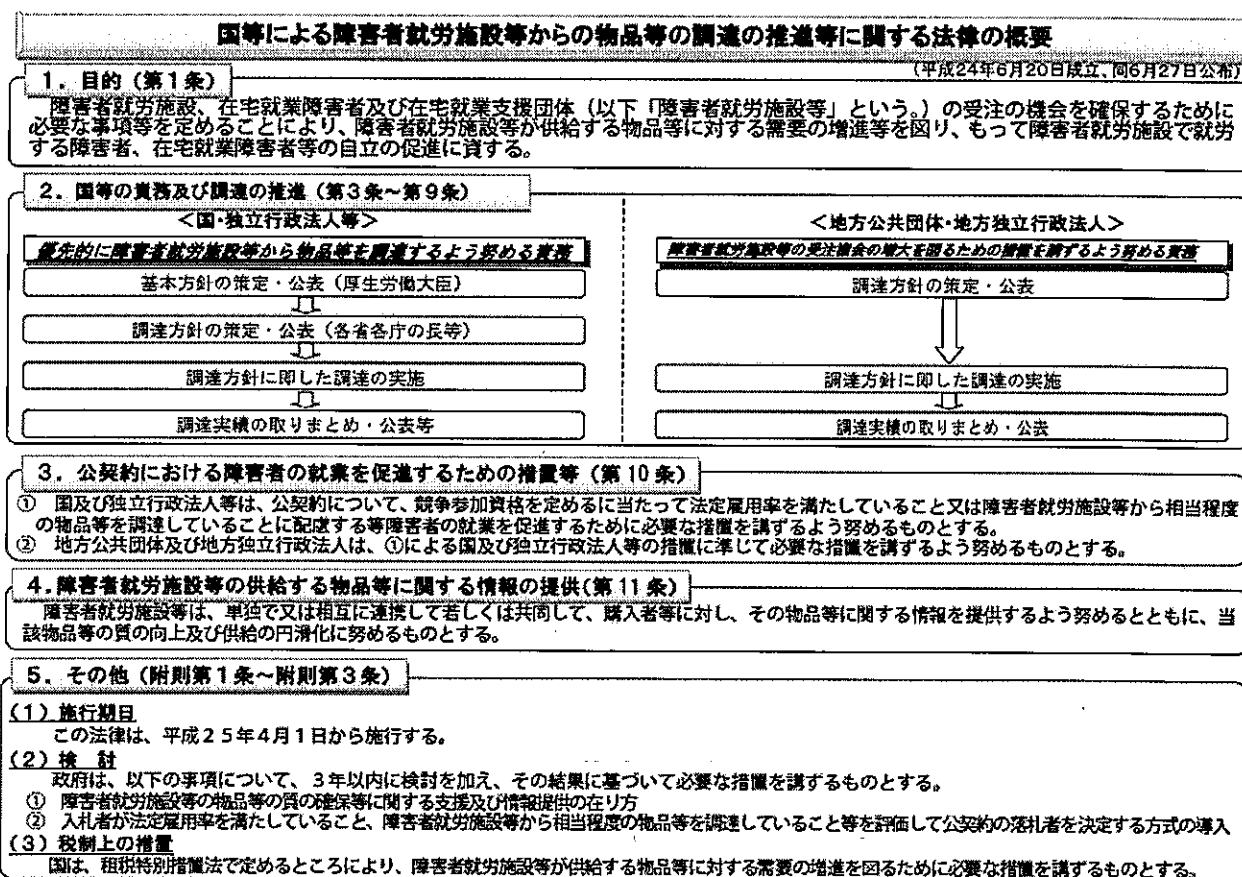 国等による障害者就労施設等からの物品等の調達の推進等に関する法律の概要
(平成24年6月20日成立、同6月27日公布)
1．目的（第1条）
障害者就労施設、在宅就業障害者及び在宅就業支援団体（以下「障害者就労施設等」という。）の受注の機会を確保するために
必要な事項等を定めることにより、障害者就労施設等が供給する物品等に対する需要の増進等を図り、もって障害者就労施設で就労
する障害者、在宅就業障害者等の自立の促進に資する。
2．国等の責務及び調達の推進（第3条～第9条）
＜国・独立行政法人等＞
優先的に障害者就労施設等から物品等を調達するよう努める責務
基本方針の策定・公表（厚生労働大臣）
調達方針の策定・公表（各省各庁の長等）
調達方針に即した調達の実施
調達実績の取りまとめ・公表等
＜地方公共団体・地方独立行政法人＞
障害者就労施設等の受注機会の増大を図るための措置を講ずるよう努める責務
調達方針の策定・公表
調達方針に即した調達の実施
調達実績の取りまとめ・公表
3．公契約における障害者の就業を促進するための措置等（第10条）
① 国及び独立行政法人等は、公契約について、競争参加資格を定めるに当たって法定雇用率を満たしていること又は障害者就労施設等から相当程度
の物品等を調達していることに配慮する等障害者の就業を促進するために必要な措置を講ずるよう努めるものとする。
② 地方公共団体及び地方独立行政法人は、①による国及び独立行政法人等の措置に準じて必要な措置を講ずるよう努めるものとする。
4．障害者就労施設等の供給する物品等に関する情報の提供（第11条）
障害者就労施設等は、単独で又は相互に連携して若しくは共同して、購入者等に対し、その物品等に関する情報を提供するよう努めるとともに、当
該物品等の質の向上及び供給の円滑化に努めるものとする。
5．その他（附則第1条～附則第3条）
（1）施行期日
この法律は、平成25年4月1日から施行する。
（2）検 討
政府は、以下の事項について、3年以内に検討を加え、その結果に基づいて必要な措置を講ずるものとする。
① 障害者就労施設等の物品等の質の確保等に関する支援及び情報提供の在り方
② 入札者が法定雇用率を満たしていること、障害者就労施設等から相当程度の物品等を調達していること等を評価して公契約の落札者を決定する方式の導入
（3）税制上の措置
国は、租税特別措置法で定めるところにより、障害者就労施設等が供給する物品等に対する需要の増進を図るために必要な措置を講ずるものとする。